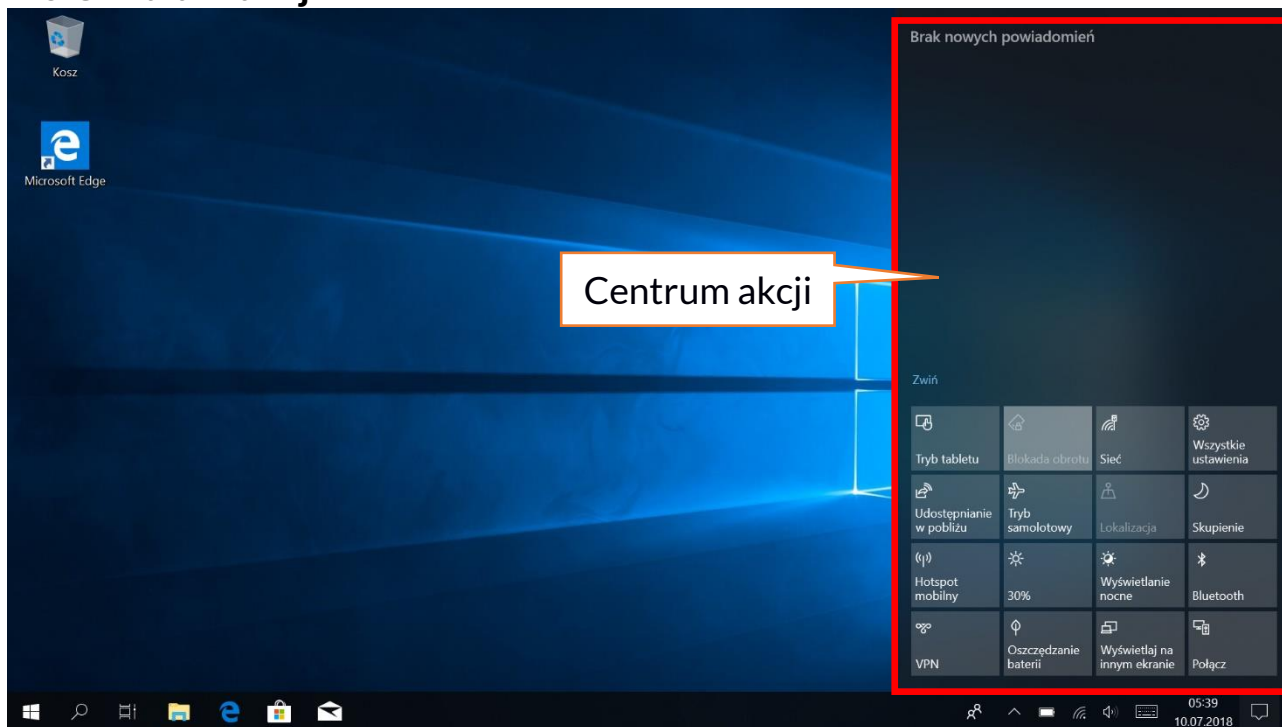 Kosz
Microsoft Edge
Centrum akcji
Brak nowych powiadomień
Zwiń
Tryb tabletu
Blokada obrotu
Sieć
Wszystkie
ustawienia
Udostępnianie
w pobliżu
Tryb
samolotowy
Lokalizacja
Skupienie
Hotspot
mobilny
30%
Wyświetlanie
nocne
Bluetooth
VPN
Oszczędzanie
baterii
Wyświetlaj na
innym ekranie
Połącz
05:39
10.07.2018